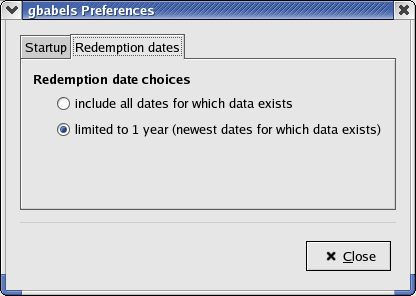 gbabels Preferences
Startup Redemption dates
Redemption date choices
include all dates for which data exists
limited to 1 year (newest dates for which data exists)
Close